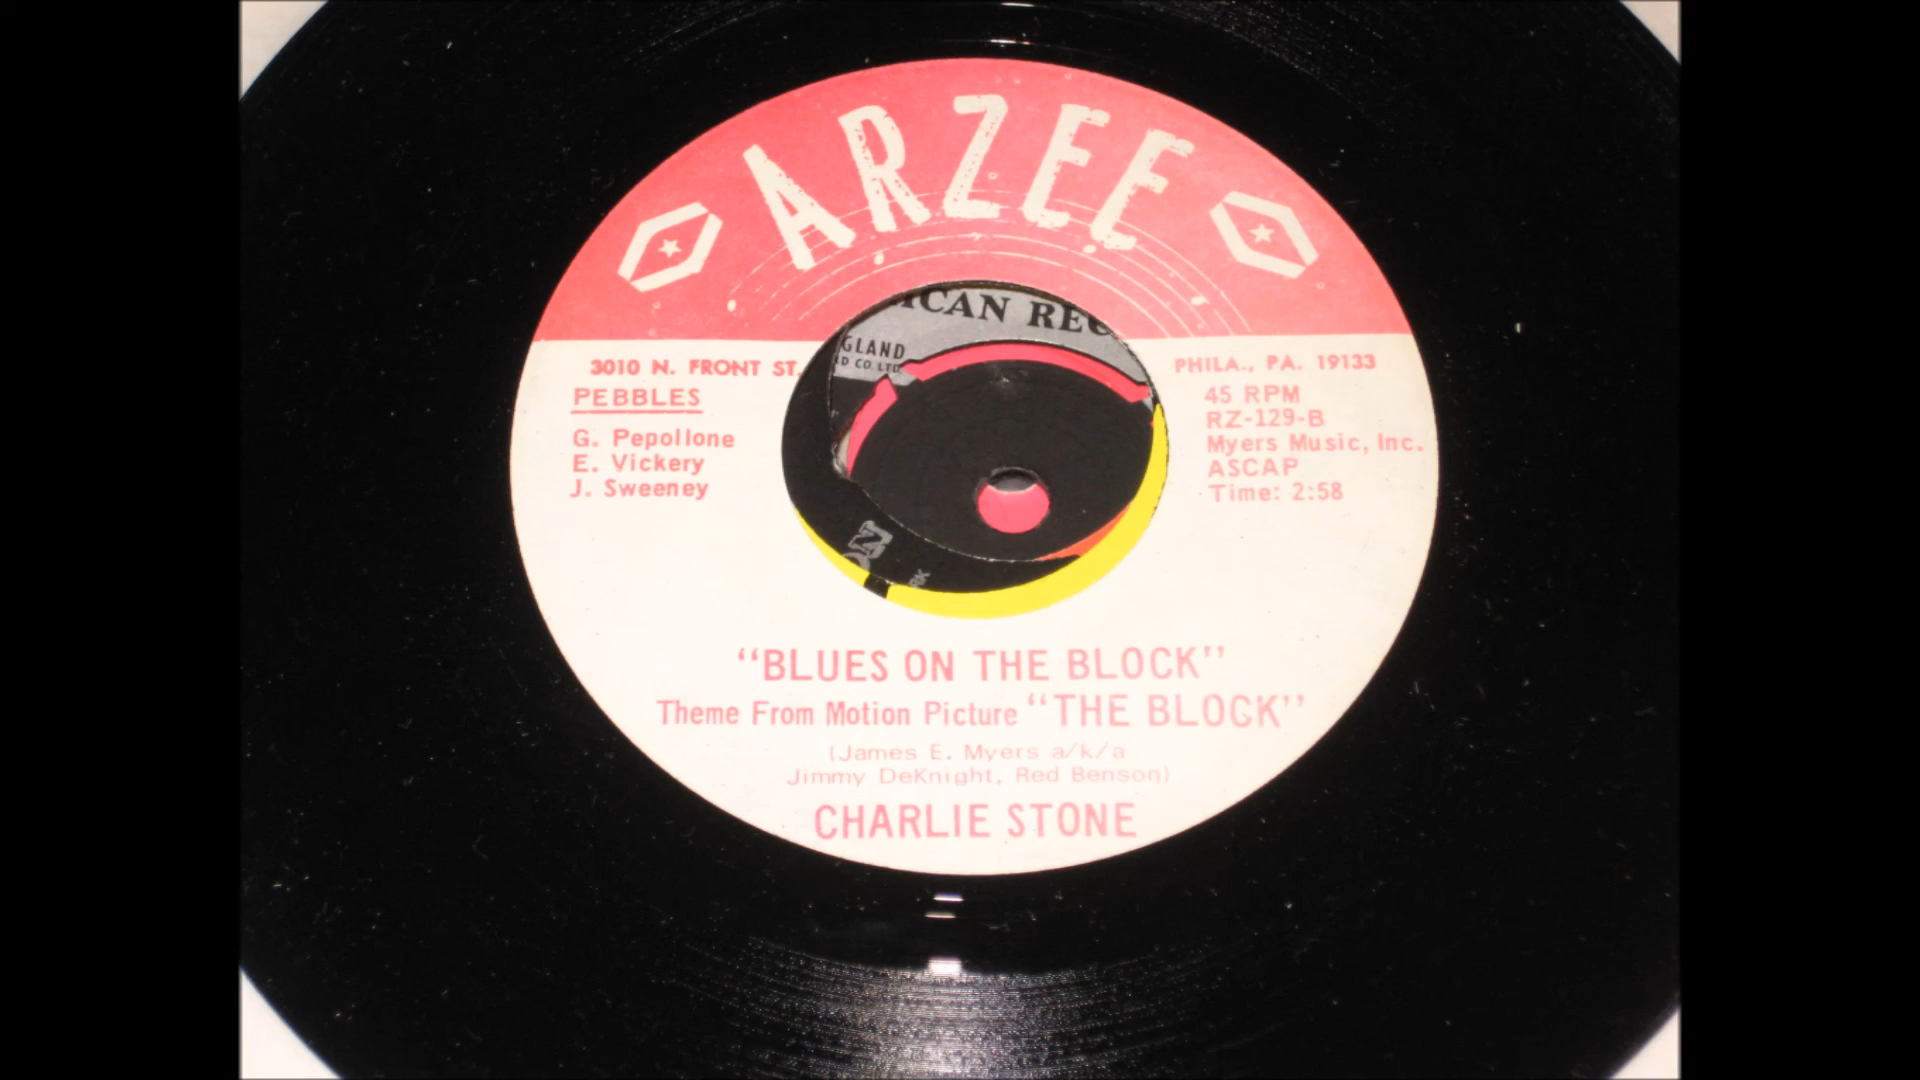 ARZEE
3010 N. FRONT ST.
PHILA., PA. 19133
PEBBLES
G. Pepollone
E. Vickery
J. Sweeney
45 RPM
RZ-129-B
Myers Music, Inc.
ASCAP
Time: 2:58
"BLUES ON THE BLOCK"
Theme From Motion Picture "THE BLOCK"
(James E. Myers a/k/a
Jimmy DeKnight, Red Benson)
CHARLIE STONE
ICAN REC
GLAND
D CO. LTD